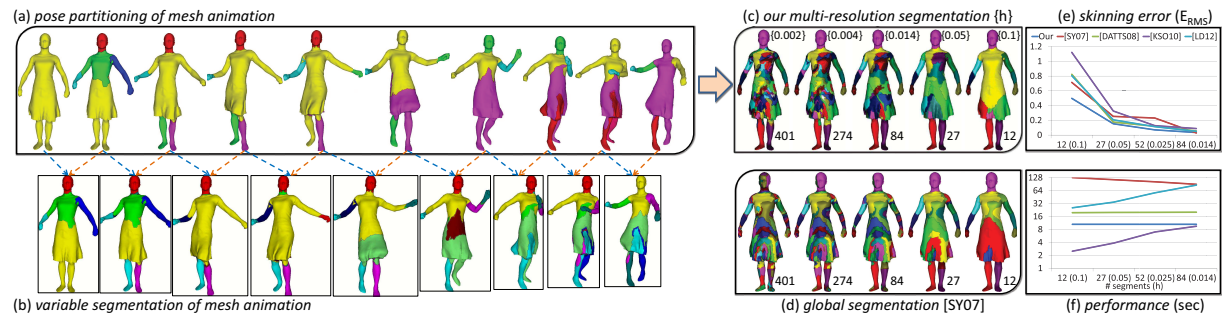 (a) pose partitioning of mesh animation
(b) variable segmentation of mesh animation
(c) our multi-resolution segmentation {h}
{0.002} {0.004} {0.014} {0.05} {0.1}
401 274 84 27 12
401 274 84 27 12
(d) global segmentation [SY07]
(e) skinning error (E_RMS)
Our [SY07] [DATTS08] [KSO10] [LD12]
1.2
1
0.8
0.6
0.4
0.2
0
12 (0.1) 27 (0.05) 52 (0.025) 84 (0.014)
128
64
32
16
8
4
2
1
12 (0.1) 27 (0.05) 52 (0.025) 84 (0.014)
# segments (h)
(f) performance (sec)